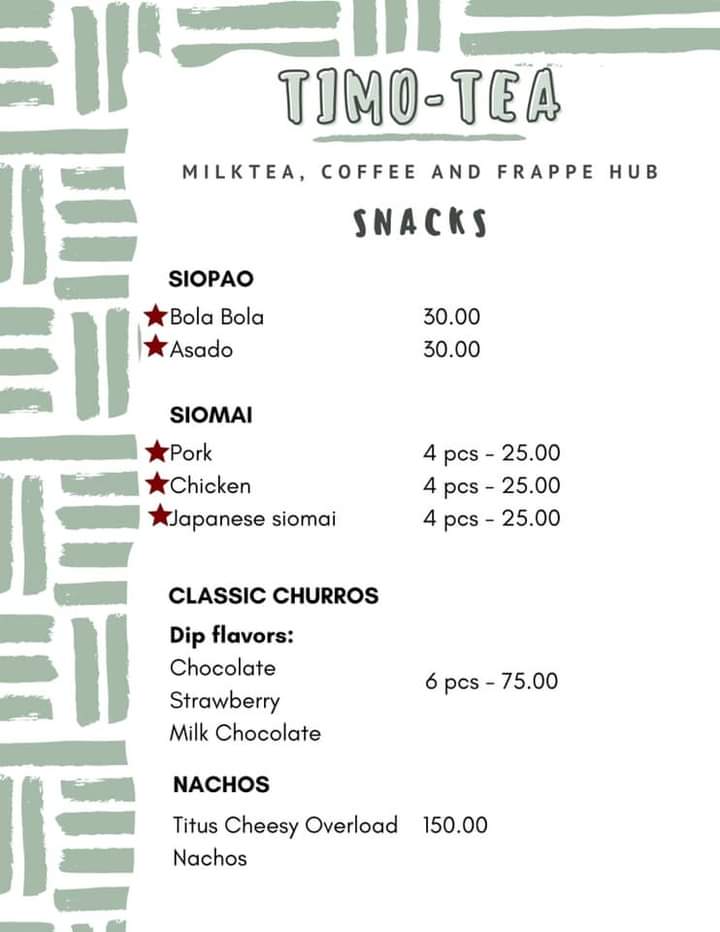 TIMO-TEA
MILKTEA, COFFEE AND FRAPPE HUB
SNACKS
SIOPAO
Bola Bola 30.00
Asado 30.00
SIOMAI
Pork 4 pcs - 25.00
Chicken 4 pcs - 25.00
Japanese siomai 4 pcs - 25.00
CLASSIC CHURROS
Dip flavors:
Chocolate
6 pcs - 75.00
Strawberry
Milk Chocolate
NACHOS
Titus Cheesy Overload 150.00
Nachos